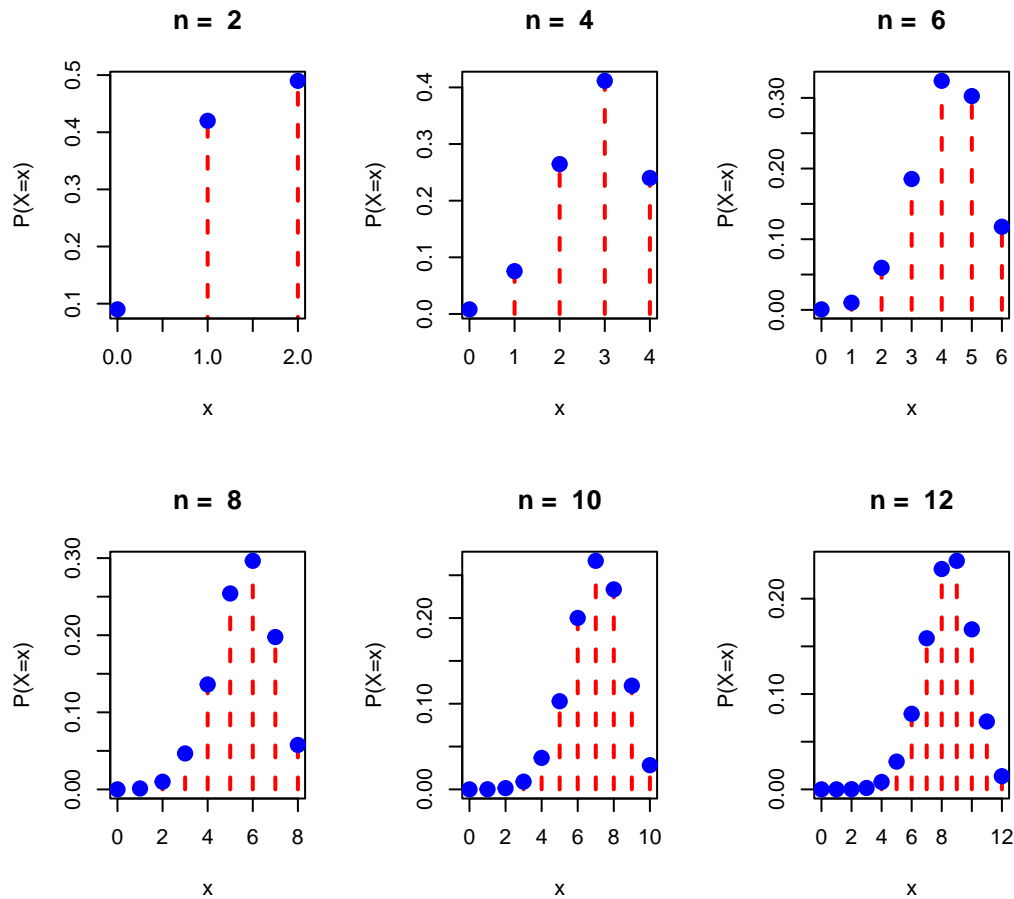 n = 2
n = 4
n = 6
P(X=x)
0.1 0.2 0.3 0.4 0.5
0.0 1.0 2.0
x
P(X=x)
0.0 0.1 0.2 0.3 0.4
0 1 2 3 4
x
P(X=x)
0.00 0.10 0.20 0.30
0 1 2 3 4 5 6
x
n = 8
n = 10
n = 12
P(X=x)
0.00 0.10 0.20 0.30
0 2 4 6 8
x
P(X=x)
0.00 0.10 0.20
0 2 4 6 8 10
x
P(X=x)
0.00 0.10 0.20
0 2 4 6 8 12
x